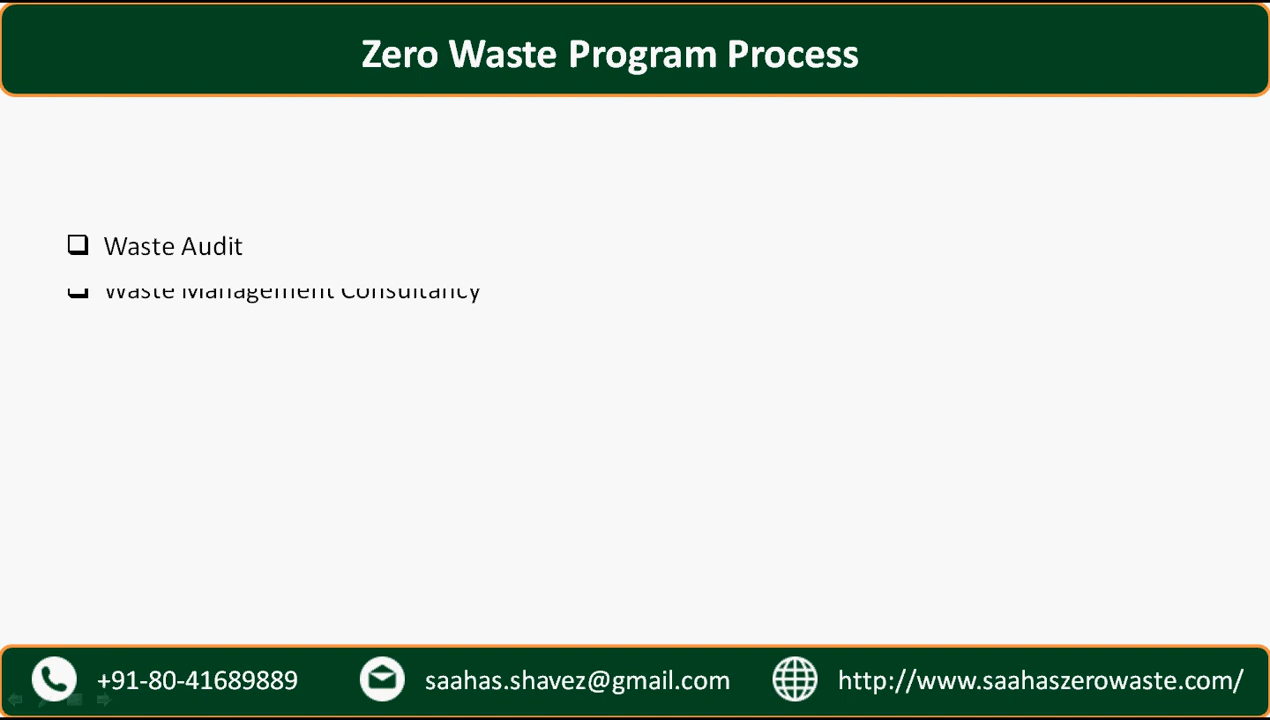 Zero Waste Program Process
Waste Audit
Waste Management Consultancy
+91-80-41689889
saahas.shavez@gmail.com
http://www.saahaszerowaste.com/